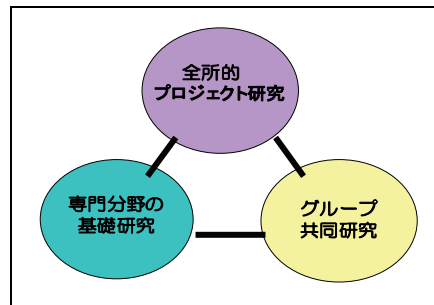 全所的
プロジェクト研究
専門分野の
基礎研究
グループ
共同研究